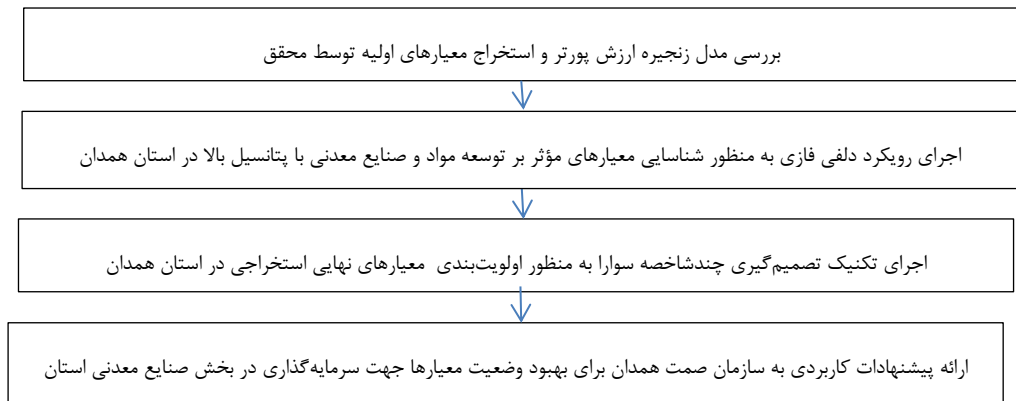 بررسی مدل زنجیره ارزش پورتر و استخراج معیارهای اولیه توسط محقق
اجرای رویکرد دلفی فازی به منظور شناسایی معیارهای مؤثر بر توسعه مواد و صنایع معدنی با پتانسیل بالا در استان همدان
اجرای تکنیک تصمیم‌گیری چندشاخصه سوارا به منظور اولویت‌بندی معیارهای نهایی استخراجی در استان همدان
ارائه پیشنهادات کاربردی به سازمان صمت همدان برای بهبود وضعیت معیارها جهت سرمایه‌گذاری در بخش صنایع معدنی استان